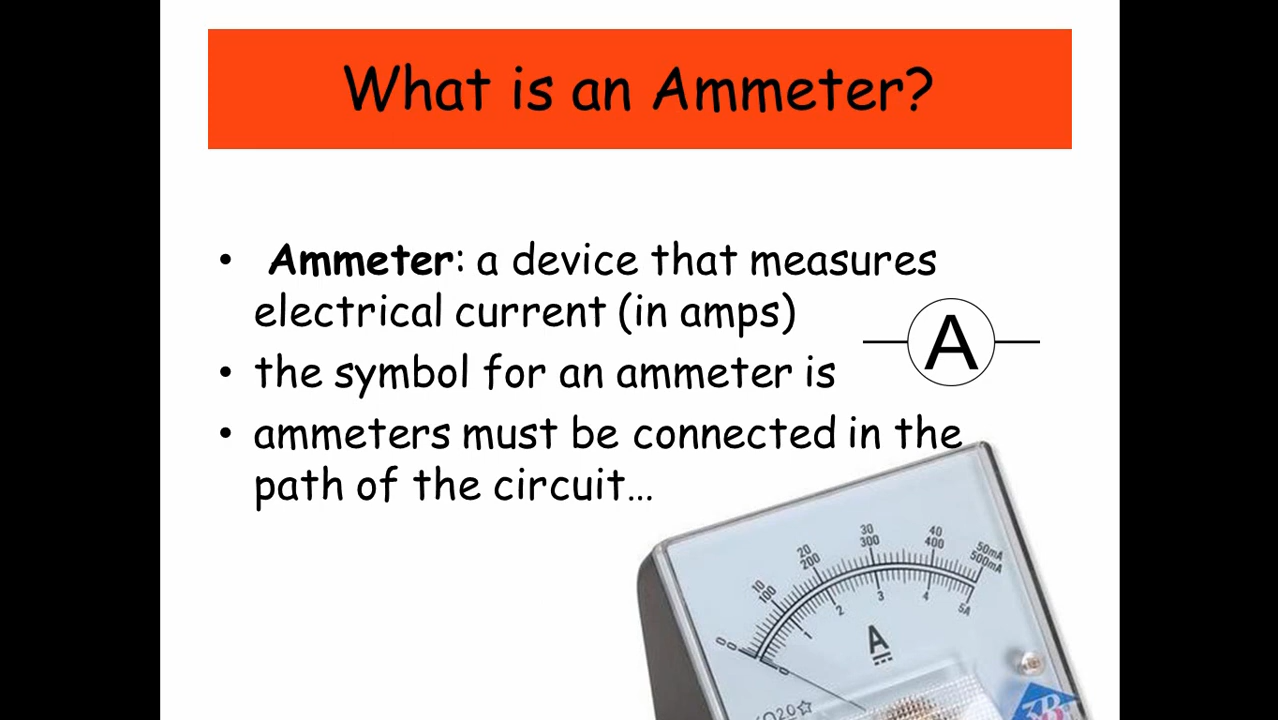 What is an Ammeter?
• Ammeter: a device that measures
electrical current (in amps)
A
• the symbol for an ammeter is
• ammeters must be connected in the
path of the circuit...
0 10 20 30 40 50mA
0 100 200 300 400 500mA
0 1 2 3 4 5A
A
3B